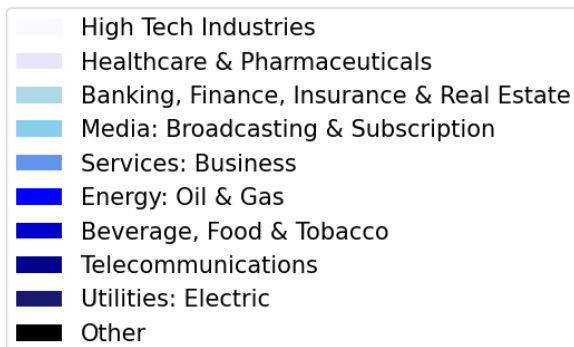 High Tech Industries
Healthcare & Pharmaceuticals
Banking, Finance, Insurance & Real Estate
Media: Broadcasting & Subscription
Services: Business
Energy: Oil & Gas
Beverage, Food & Tobacco
Telecommunications
Utilities: Electric
Other